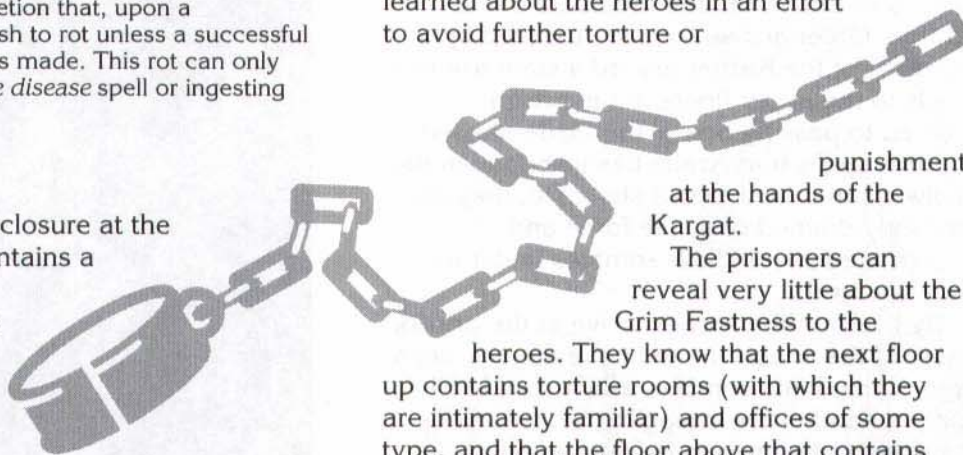 etion that, upon a
sh to rot unless a successful
s made. This rot can only
e disease spell or ingesting
closure at the
ntains a
learned about the heroes in an effort
to avoid further torture or
punishment
at the hands of the
Kargat.
The prisoners can
reveal very little about the
Grim Fastness to the
heroes. They know that the next floor
up contains torture rooms (with which they
are intimately familiar) and offices of some
type, and that the floor above that contains